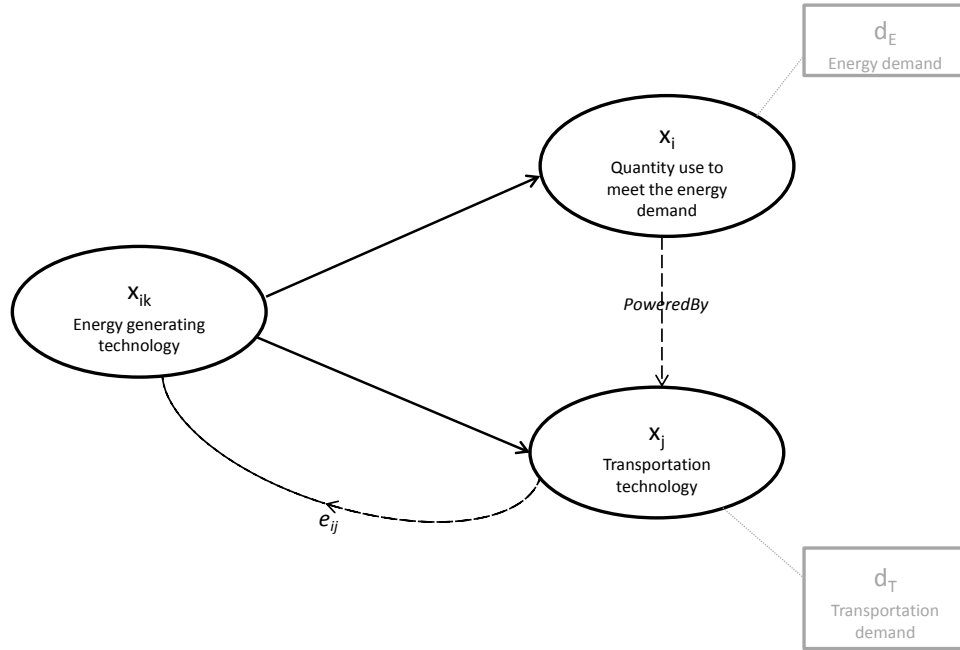 d_E
Energy demand
x_i
Quantity use to
meet the energy
demand
x_ik
Energy generating
technology
PoweredBy
x_j
Transportation
technology
e_ij
d_T
Transportation
demand